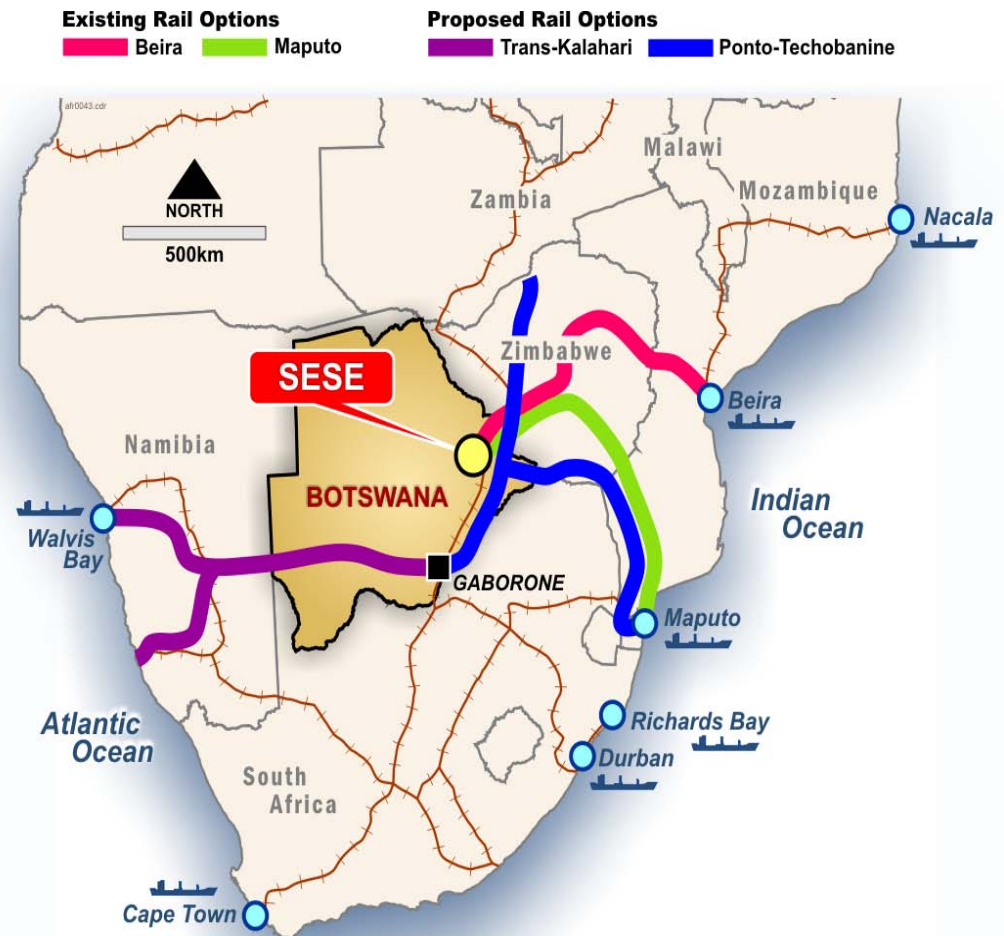 Existing Rail Options
Beira
Maputo
Proposed Rail Options
Trans-Kalahari
Ponto-Techobanine
afr0043.cdr
NORTH
500km
Malawi
Zambia
Mozambique
Nacala
Zimbabwe
SESE
Beira
Namibia
BOTSWANA
Indian
Ocean
Walvis
Bay
GABORONE
Maputo
Atlantic
Ocean
Richards Bay
Durban
South
Africa
Cape Town